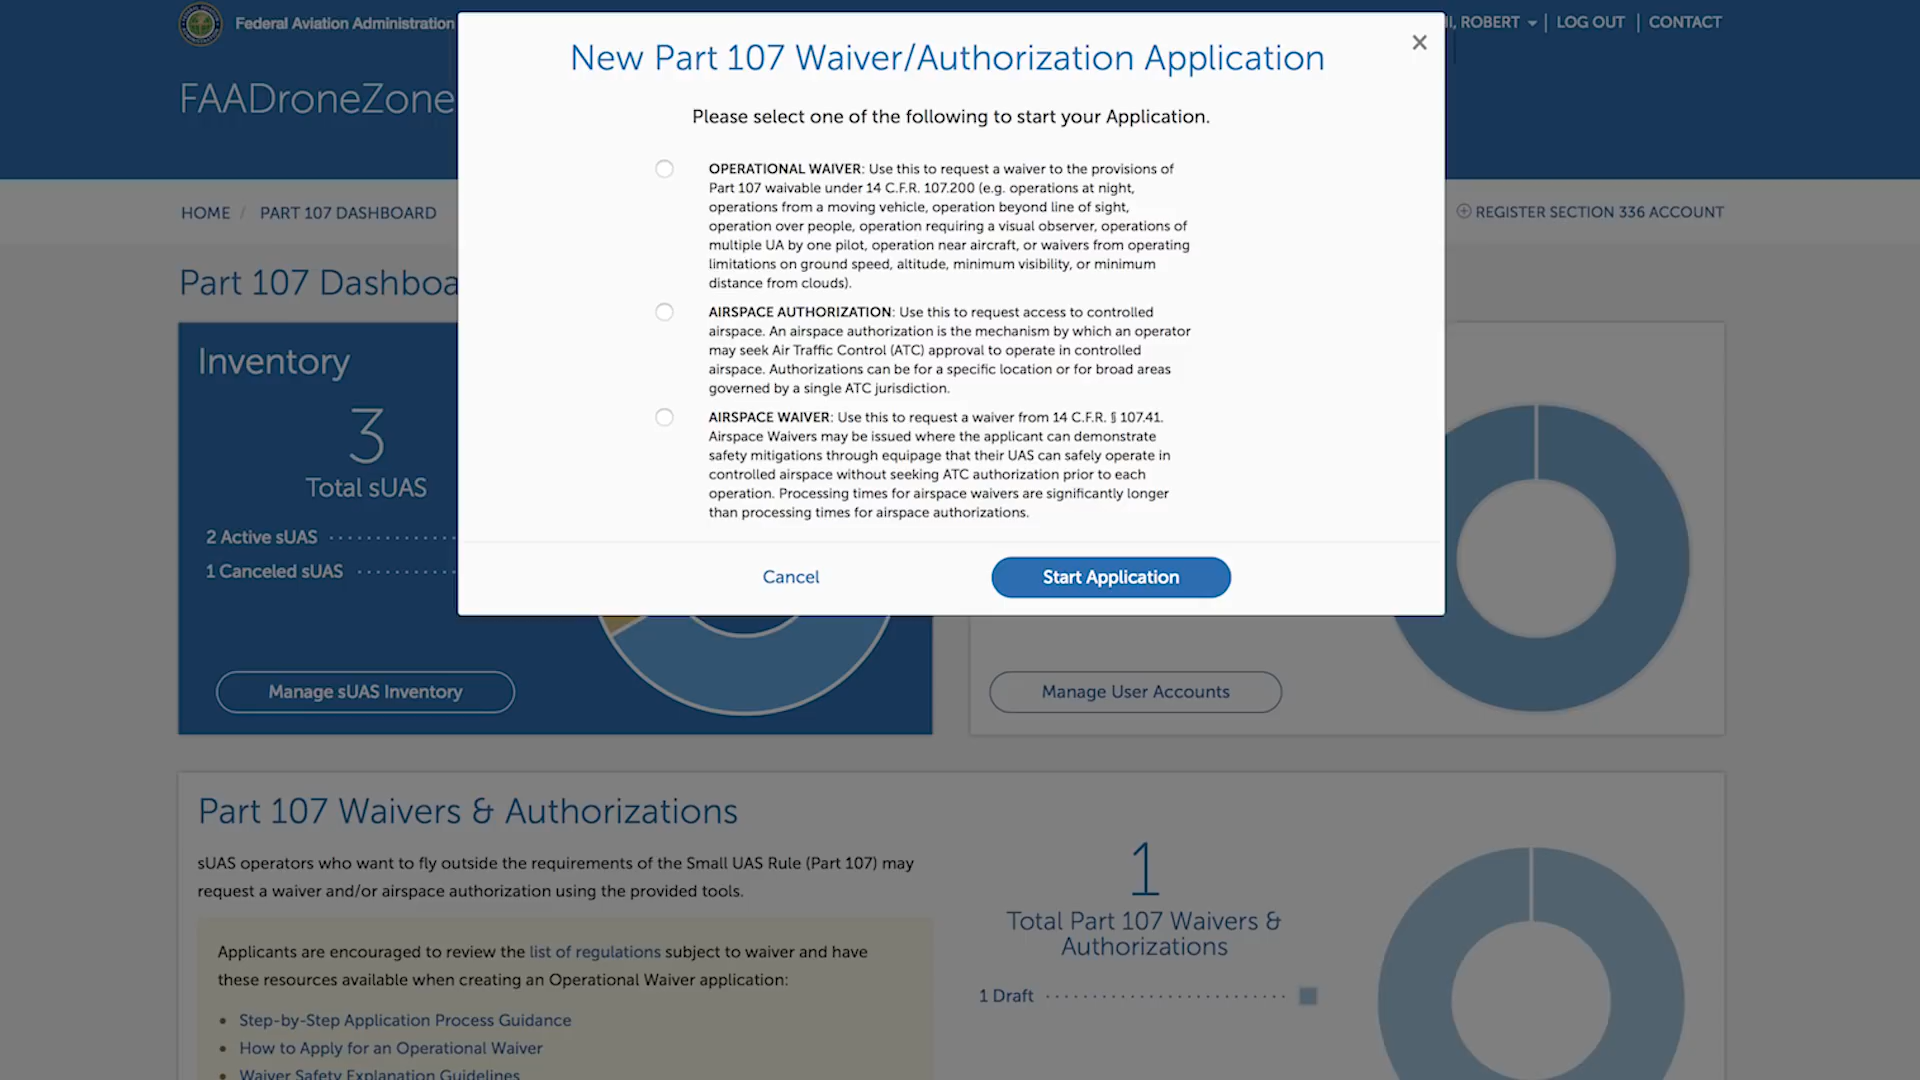 Federal Aviation Administration
, ROBERT | LOG OUT | CONTACT
FAADroneZone
HOME / PART 107 DASHBOARD
REGISTER SECTION 336 ACCOUNT
New Part 107 Waiver/Authorization Application
Please select one of the following to start your Application.
OPERATIONAL WAIVER: Use this to request a waiver to the provisions of
Part 107 waivable under 14 C.F.R. 107.200 (e.g. operations at night,
operations from a moving vehicle, operation beyond line of sight,
operation over people, operation requiring a visual observer, operations of
multiple UA by one pilot, operation near aircraft, or waivers from operating
limitations on ground speed, altitude, minimum visibility, or minimum
distance from clouds).
AIRSPACE AUTHORIZATION: Use this to request access to controlled
airspace. An airspace authorization is the mechanism by which an operator
may seek Air Traffic Control (ATC) approval to operate in controlled
airspace. Authorizations can be for a specific location or for broad areas
governed by a single ATC jurisdiction.
AIRSPACE WAIVER: Use this to request a waiver from 14 C.F.R. § 107.41.
Airspace Waivers may be issued where the applicant can demonstrate
safety mitigations through equipage that their UAS can safely operate in
controlled airspace without seeking ATC authorization prior to each
operation. Processing times for airspace waivers are significantly longer
than processing times for airspace authorizations.
Cancel
Start Application
Part 107 Dashboa
Inventory
3
Total sUAS
2 Active sUAS
1 Canceled sUAS
Manage sUAS Inventory
Manage User Accounts
Part 107 Waivers & Authorizations
sUAS operators who want to fly outside the requirements of the Small UAS Rule (Part 107) may
request a waiver and/or airspace authorization using the provided tools.
Applicants are encouraged to review the list of regulations subject to waiver and have
these resources available when creating an Operational Waiver application:
• Step-by-Step Application Process Guidance
• How to Apply for an Operational Waiver
• Waiver Safety Explanation Guidelines
1
Total Part 107 Waivers &
Authorizations
1 Draft